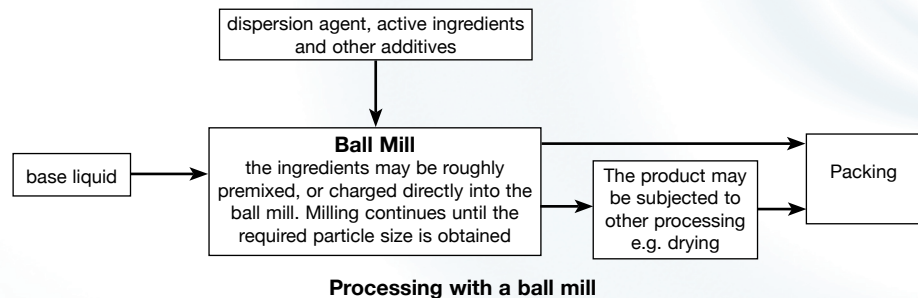 dispersion agent, active ingredients
and other additives
base liquid
Ball Mill
the ingredients may be roughly
premixed, or charged directly into the
ball mill. Milling continues until the
required particle size is obtained
The product may
be subjected to
other processing
e.g. drying
Packing
Processing with a ball mill